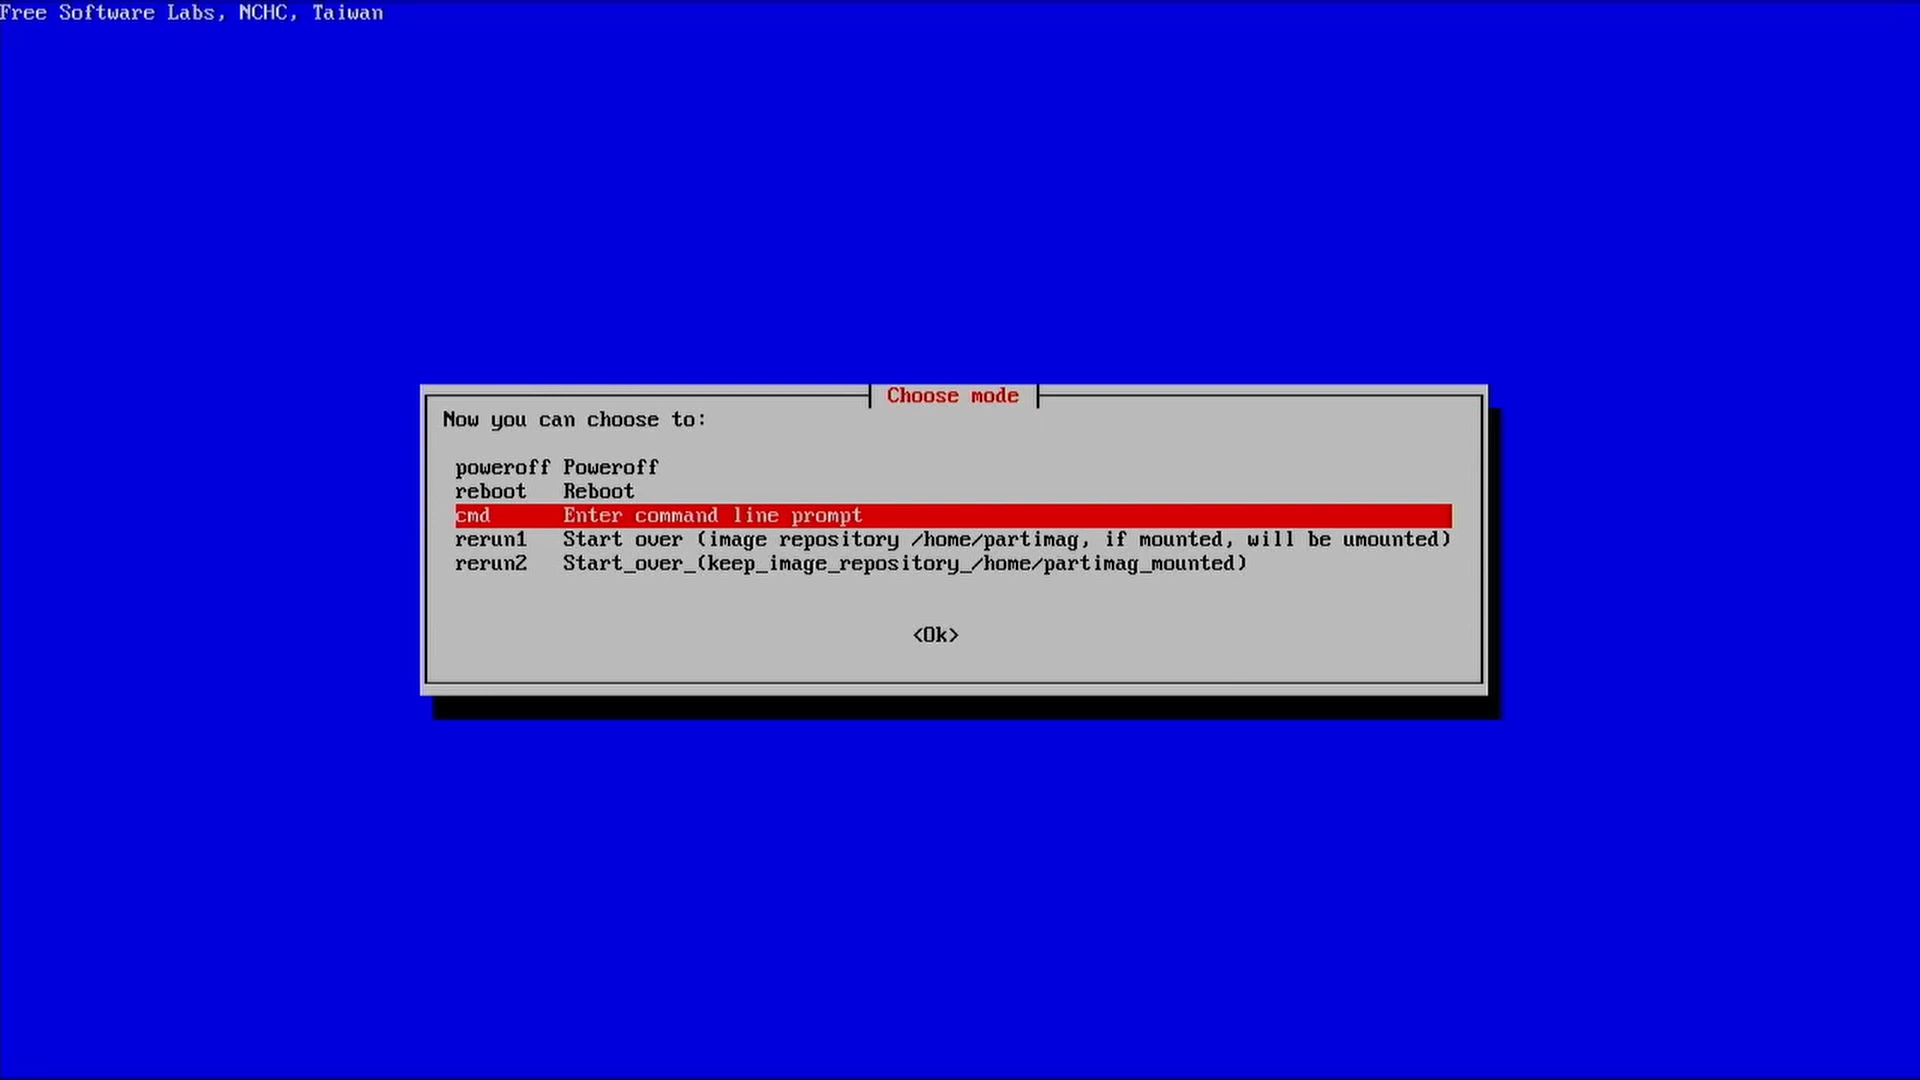 Free Software Labs, NCHC, Taiwan
Choose mode
Now you can choose to:
poweroff Poweroff
reboot Reboot
cmd Enter command line prompt
rerun1 Start over (image repository /home/partimag, if mounted, will be umounted)
rerun2 Start_over_(keep_image_repository_/home/partimag_mounted)
<Ok>